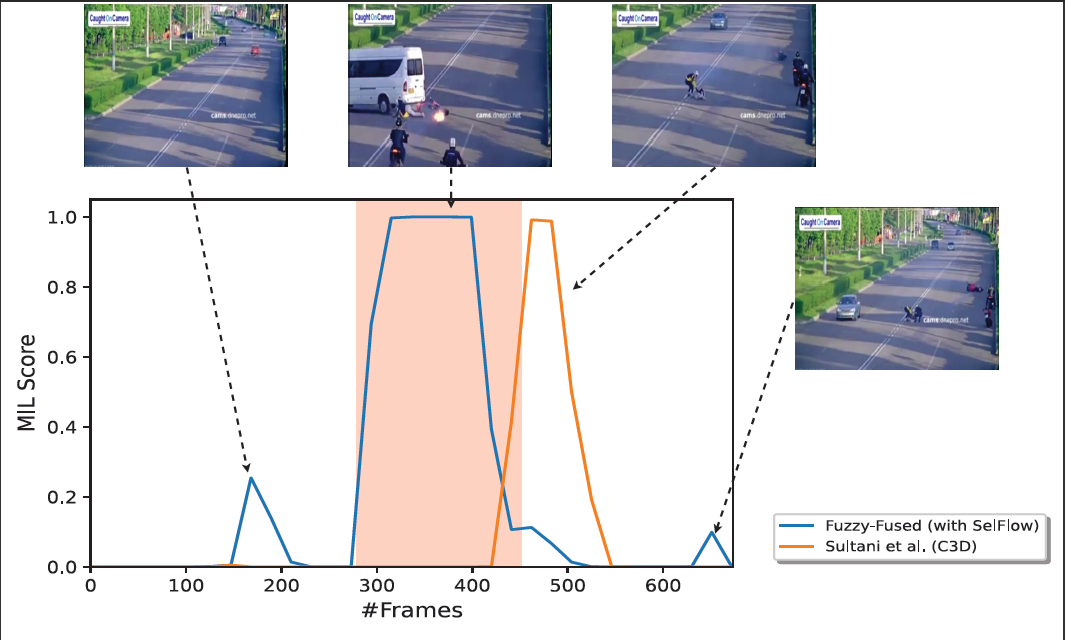 CaughtOnCamera
cams.dnepro.net
CaughtOnCamera
cams.dnepro.net
CaughtOnCamera
cams.dnepro.net
CaughtOnCamera
cams.dnepro.net
MIL Score
1.0
0.8
0.6
0.4
0.2
0.0
0 100 200 300 400 500 600
#Frames
Fuzzy-Fused (with SelFlow)
Sultani et al. (C3D)